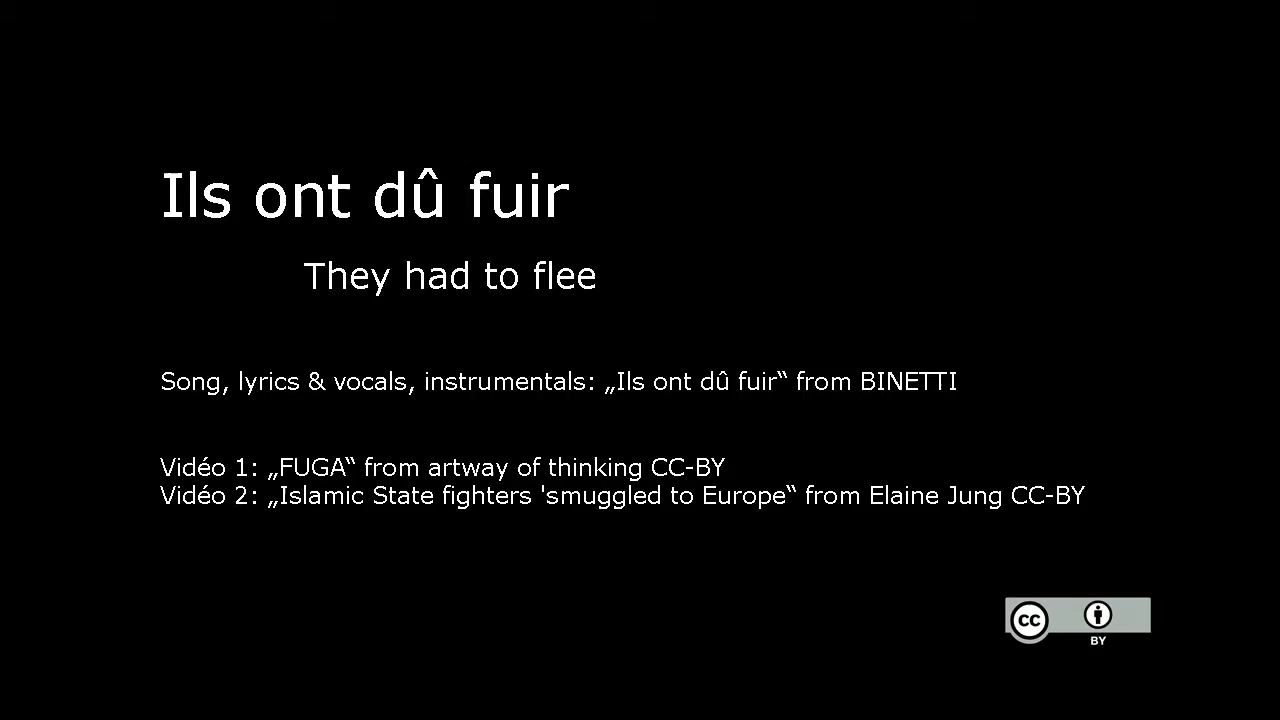 Ils ont dû fuir
They had to flee
Song, lyrics & vocals, instrumentals: „Ils ont dû fuir“ from BINETTI
Vidéo 1: „FUGA“ from artway of thinking CC-BY
Vidéo 2: „Islamic State fighters 'smuggled to Europe“ from Elaine Jung CC-BY
cc
BY